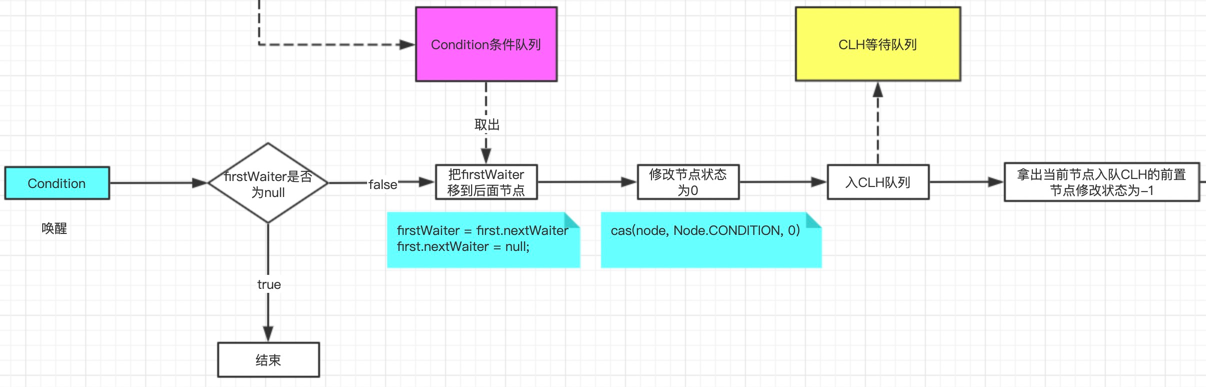 Condition条件队列
CLH等待队列
取出
Condition
唤醒
firstWaiter是否
为null
false
把firstWaiter
移到后面节点
修改节点状态
为0
入CLH队列
拿出当前节点入队CLH的前置
节点修改状态为-1
firstWaiter = first.nextWaiter
first.nextWaiter = null;
cas(node, Node.CONDITION, 0)
true
结束